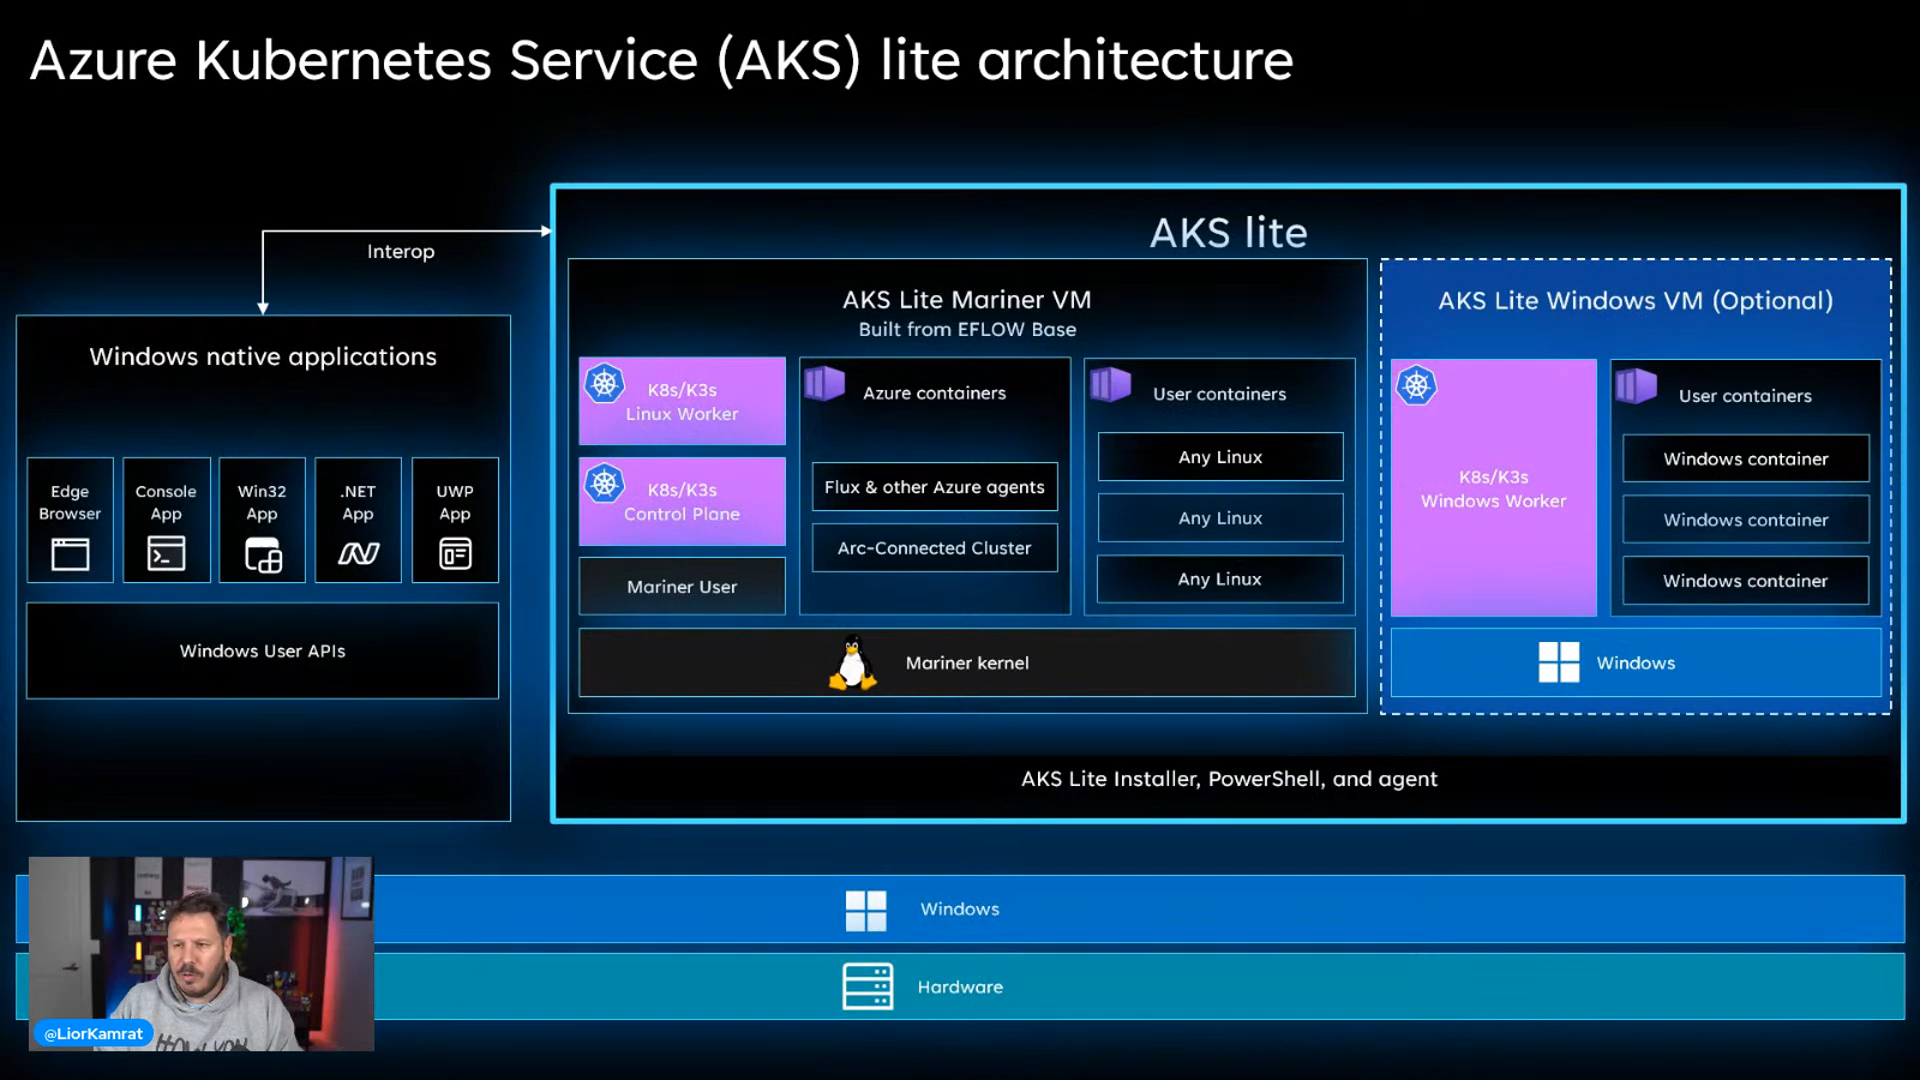 Azure Kubernetes Service (AKS) lite architecture
Interop
Windows native applications
Edge
Browser
Console
App
Win32
App
.NET
App
UWP
App
Windows User APIs
AKS lite
AKS Lite Mariner VM
Built from EFLOW Base
K8s/K3s
Linux Worker
K8s/K3s
Control Plane
Mariner User
Azure containers
Flux & other Azure agents
Arc-Connected Cluster
User containers
Any Linux
Any Linux
Any Linux
Mariner kernel
AKS Lite Windows VM (Optional)
K8s/K3s
Windows Worker
User containers
Windows container
Windows container
Windows container
Windows
AKS Lite Installer, PowerShell, and agent
Windows
Hardware
@LiorKamrat